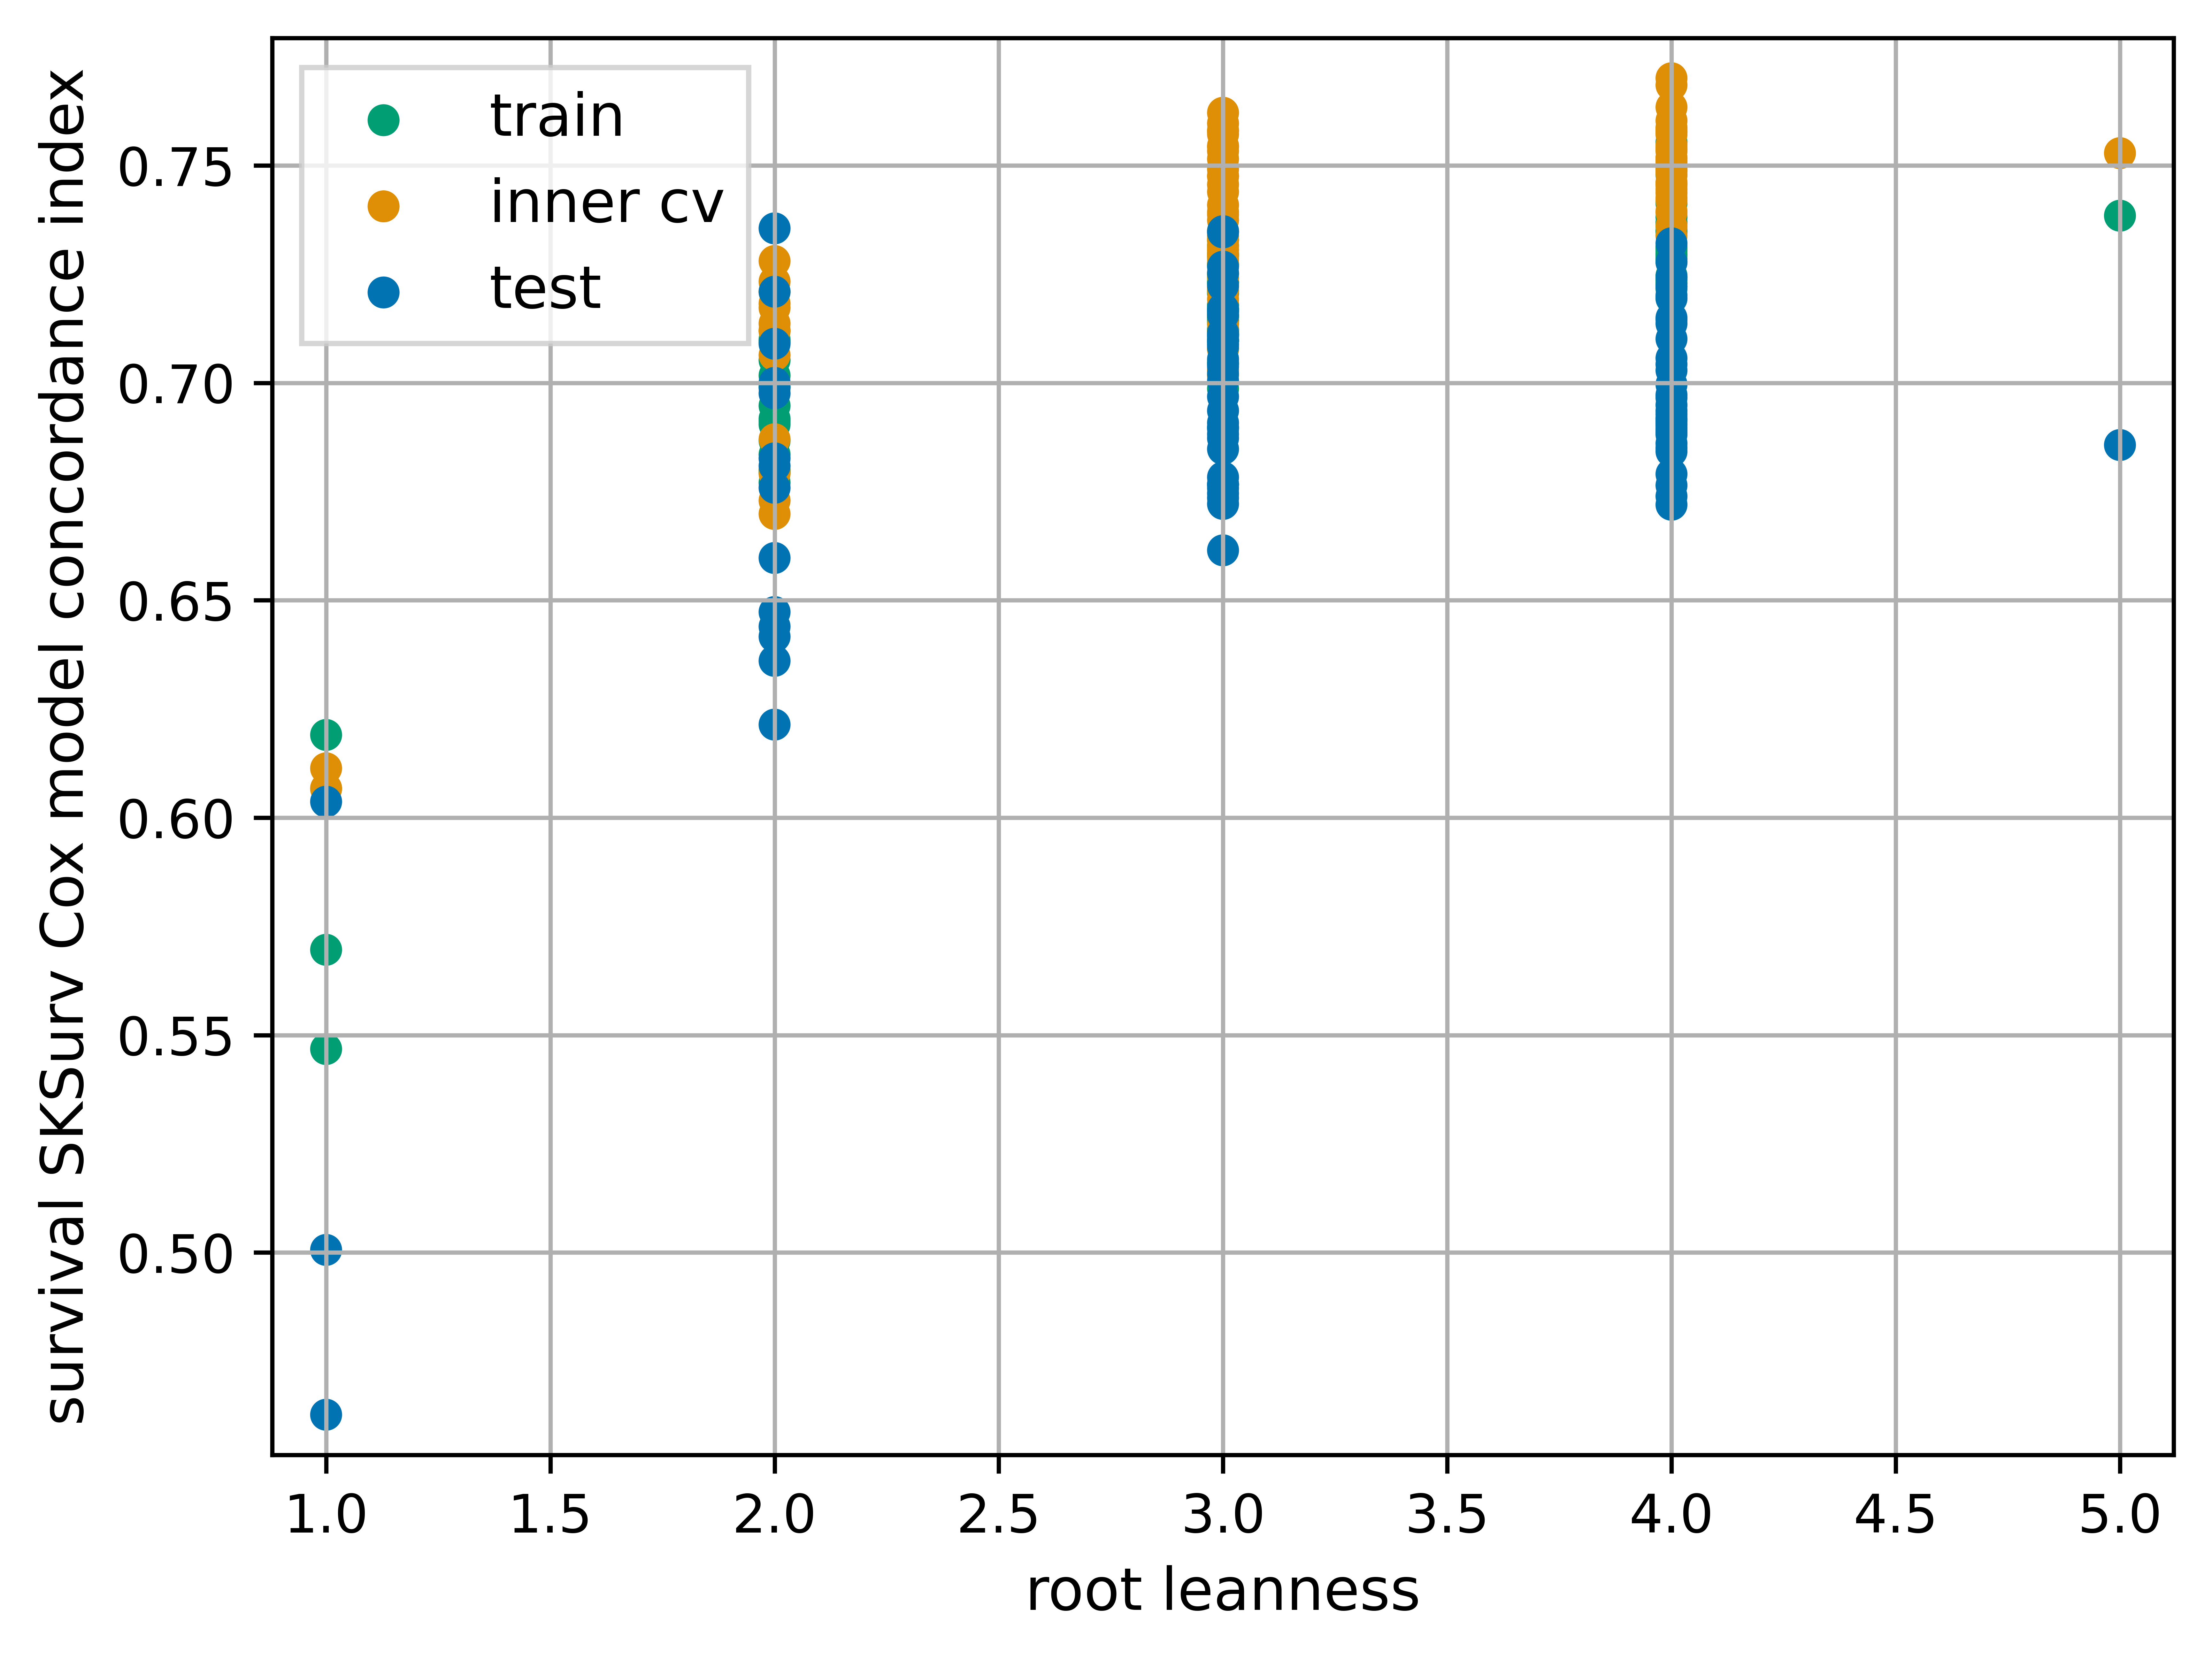 survival SKSurv Cox model concordance index
0.75
0.70
0.65
0.60
0.55
0.50
train
inner cv
test
1.0 1.5 2.0 2.5 3.0 3.5 4.0 4.5 5.0
root leanness